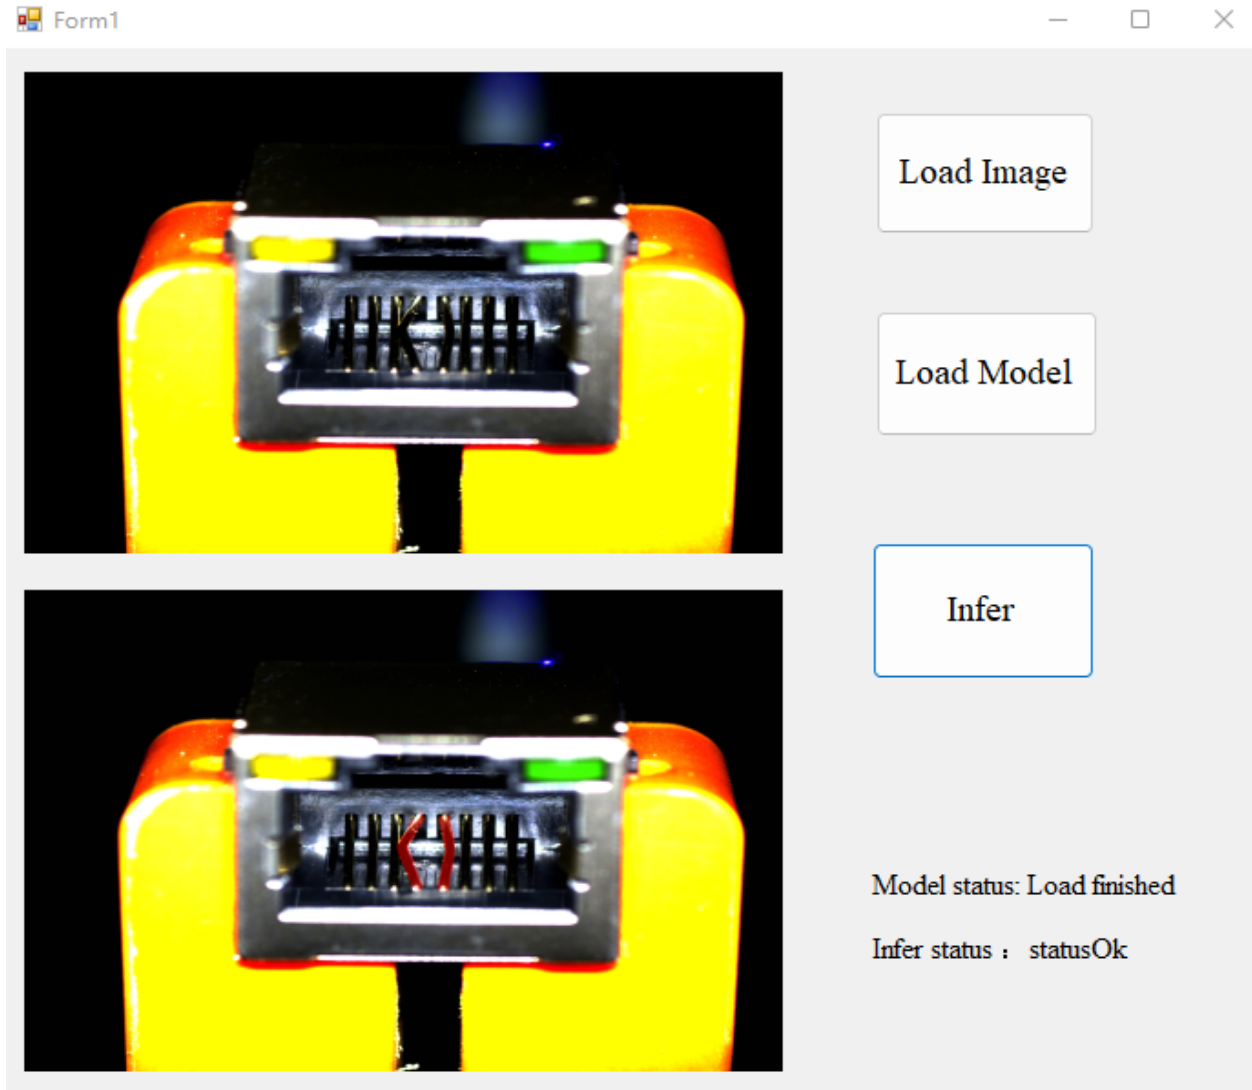 Form1
Load Image
Load Model
Infer
Model status: Load finished
Infer status ： statusOk